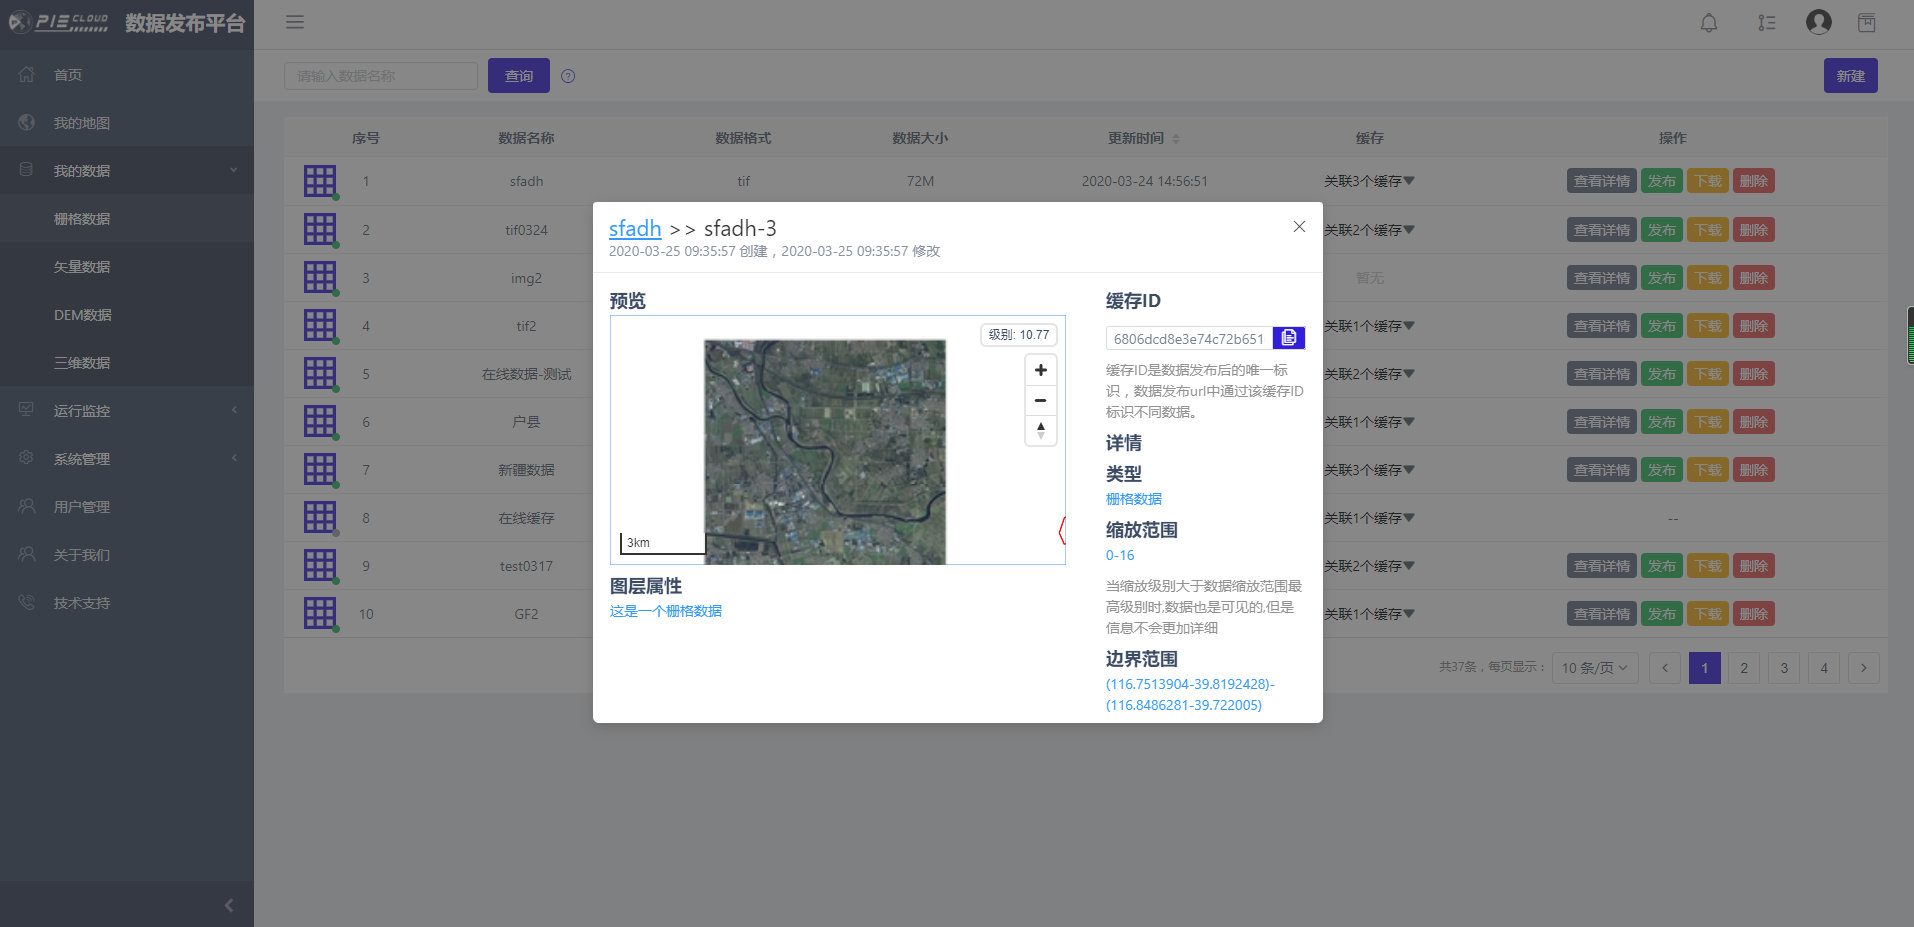 PIE CLOUD 数据发布平台
首页
我的地图
我的数据
栅格数据
矢量数据
DEM数据
三维数据
运行监控
系统管理
用户管理
关于我们
技术支持
请输入数据名称 查询 ? 新建
序号 数据名称 数据格式 数据大小 更新时间 缓存 操作
1 sfadh tif 72M 2020-03-24 14:56:51 关联3个缓存 查看详情 发布 下载 删除
2 tif0324 关联2个缓存 查看详情 发布 下载 删除
3 img2 暂无 查看详情 发布 下载 删除
4 tif2 关联1个缓存 查看详情 发布 下载 删除
5 在线数据-测试 关联2个缓存 查看详情 发布 下载 删除
6 户县 关联1个缓存 查看详情 发布 下载 删除
7 新疆数据 关联3个缓存 查看详情 发布 下载 删除
8 在线缓存 关联1个缓存 --
9 test0317 关联2个缓存 查看详情 发布 下载 删除
10 GF2 关联1个缓存 查看详情 发布 下载 删除
共37条，每页显示： 10 条/页 < 1 2 3 4 >
sfadh >> sfadh-3
2020-03-25 09:35:57 创建，2020-03-25 09:35:57 修改
预览
级别: 10.77
3km
图层属性
这是一个栅格数据
缓存ID
6806dcd8e3e74c72b651
缓存ID是数据发布后的唯一标
识，数据发布url中通过该缓存ID
标识不同数据。
详情
类型
栅格数据
缩放范围
0-16
当缩放级别大于数据缩放范围最
高级别时,数据也是可见的,但是
信息不会更加详细
边界范围
(116.7513904-39.8192428)-
(116.8486281-39.722005)